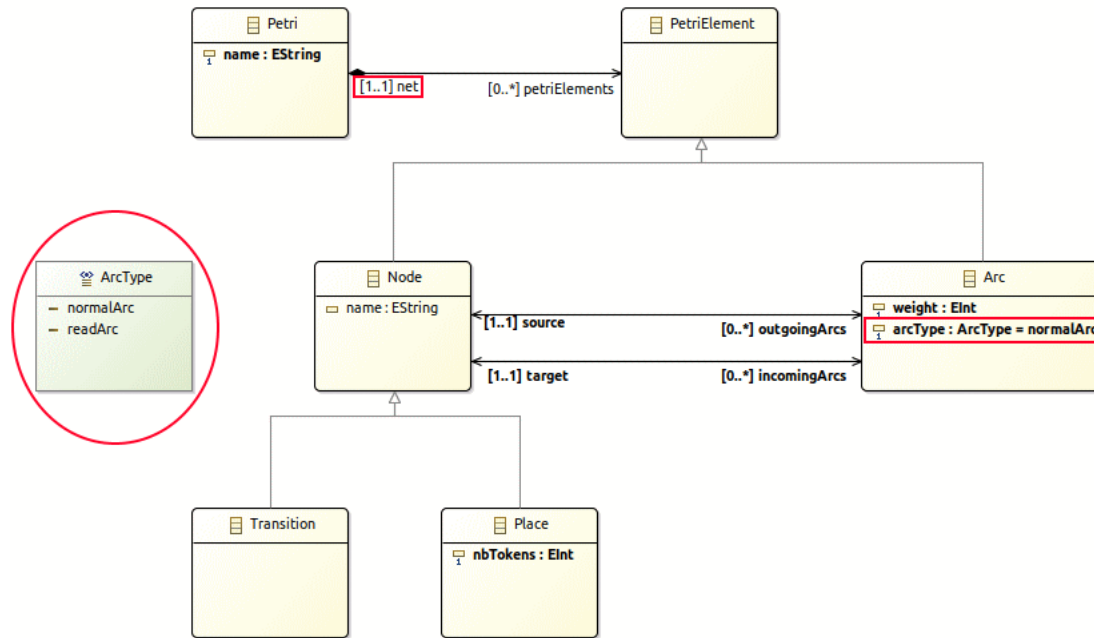 Petri
name : EString
PetriElement
[1..1] net
[0..*] petriElements
ArcType
normalArc
readArc
Node
name : EString
Arc
weight : EInt
arcType : ArcType = normalArc
[1..1] source
[0..*] outgoingArcs
[1..1] target
[0..*] incomingArcs
Transition
Place
nbTokens : EInt